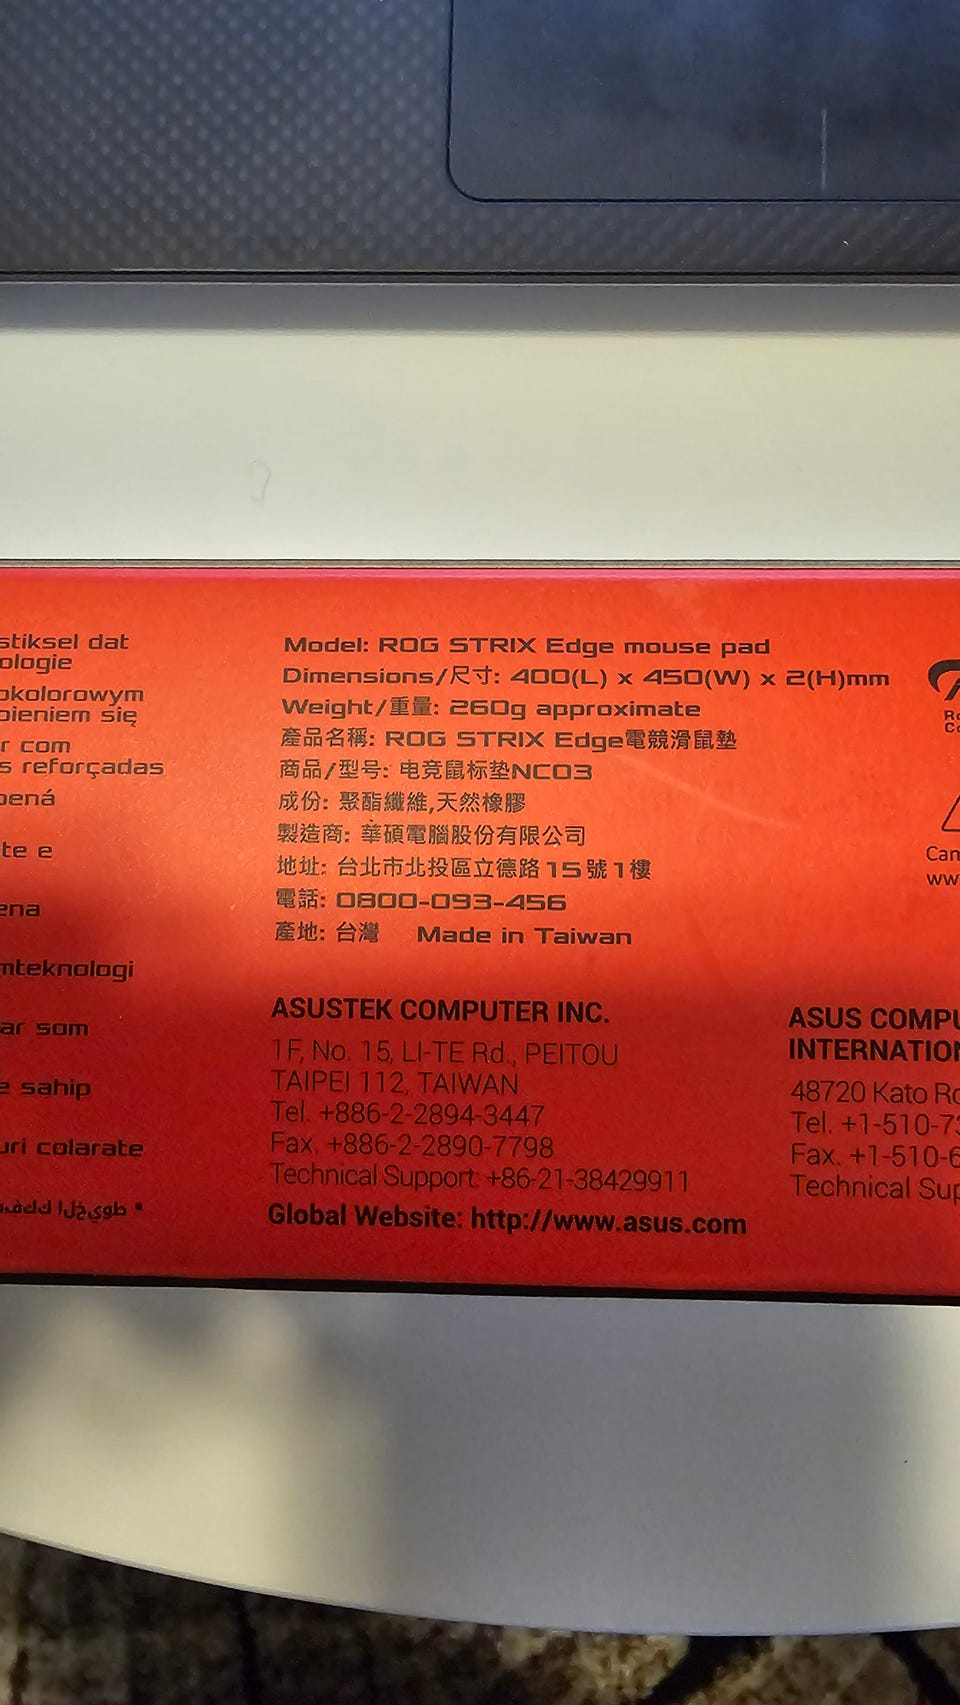 stiksel dat
ologie
okolorowym
pieniem się
r com
s reforçadas
pená
te e
ena
mteknologi
ar som
e sahip
uri colarate
Model: ROG STRIX Edge mouse pad
Dimensions/尺寸: 400(L) x 450(W) x 2(H)mm
Weight/重量: 260g approximate
產品名稱: ROG STRIX Edge電競滑鼠墊
商品/型号: 电竞鼠标垫NC03
成份: 聚酯纖維,天然橡膠
製造商: 華碩電腦股份有限公司
地址: 台北市北投區立德路15號1樓
電話: 0800-093-456
產地: 台灣 Made in Taiwan
ASUSTEK COMPUTER INC.
1F, No. 15, LI-TE Rd., PEITOU
TAIPEI 112, TAIWAN
Tel. +886-2-2894-3447
Fax. +886-2-2890-7798
Technical Support: +86-21-38429911
Global Website: http://www.asus.com
ASUS COMPU
INTERNATION
48720 Kato Ro
Tel. +1-510-73
Fax. +1-510-6
Technical Sup
Ro
Co
Can
ww